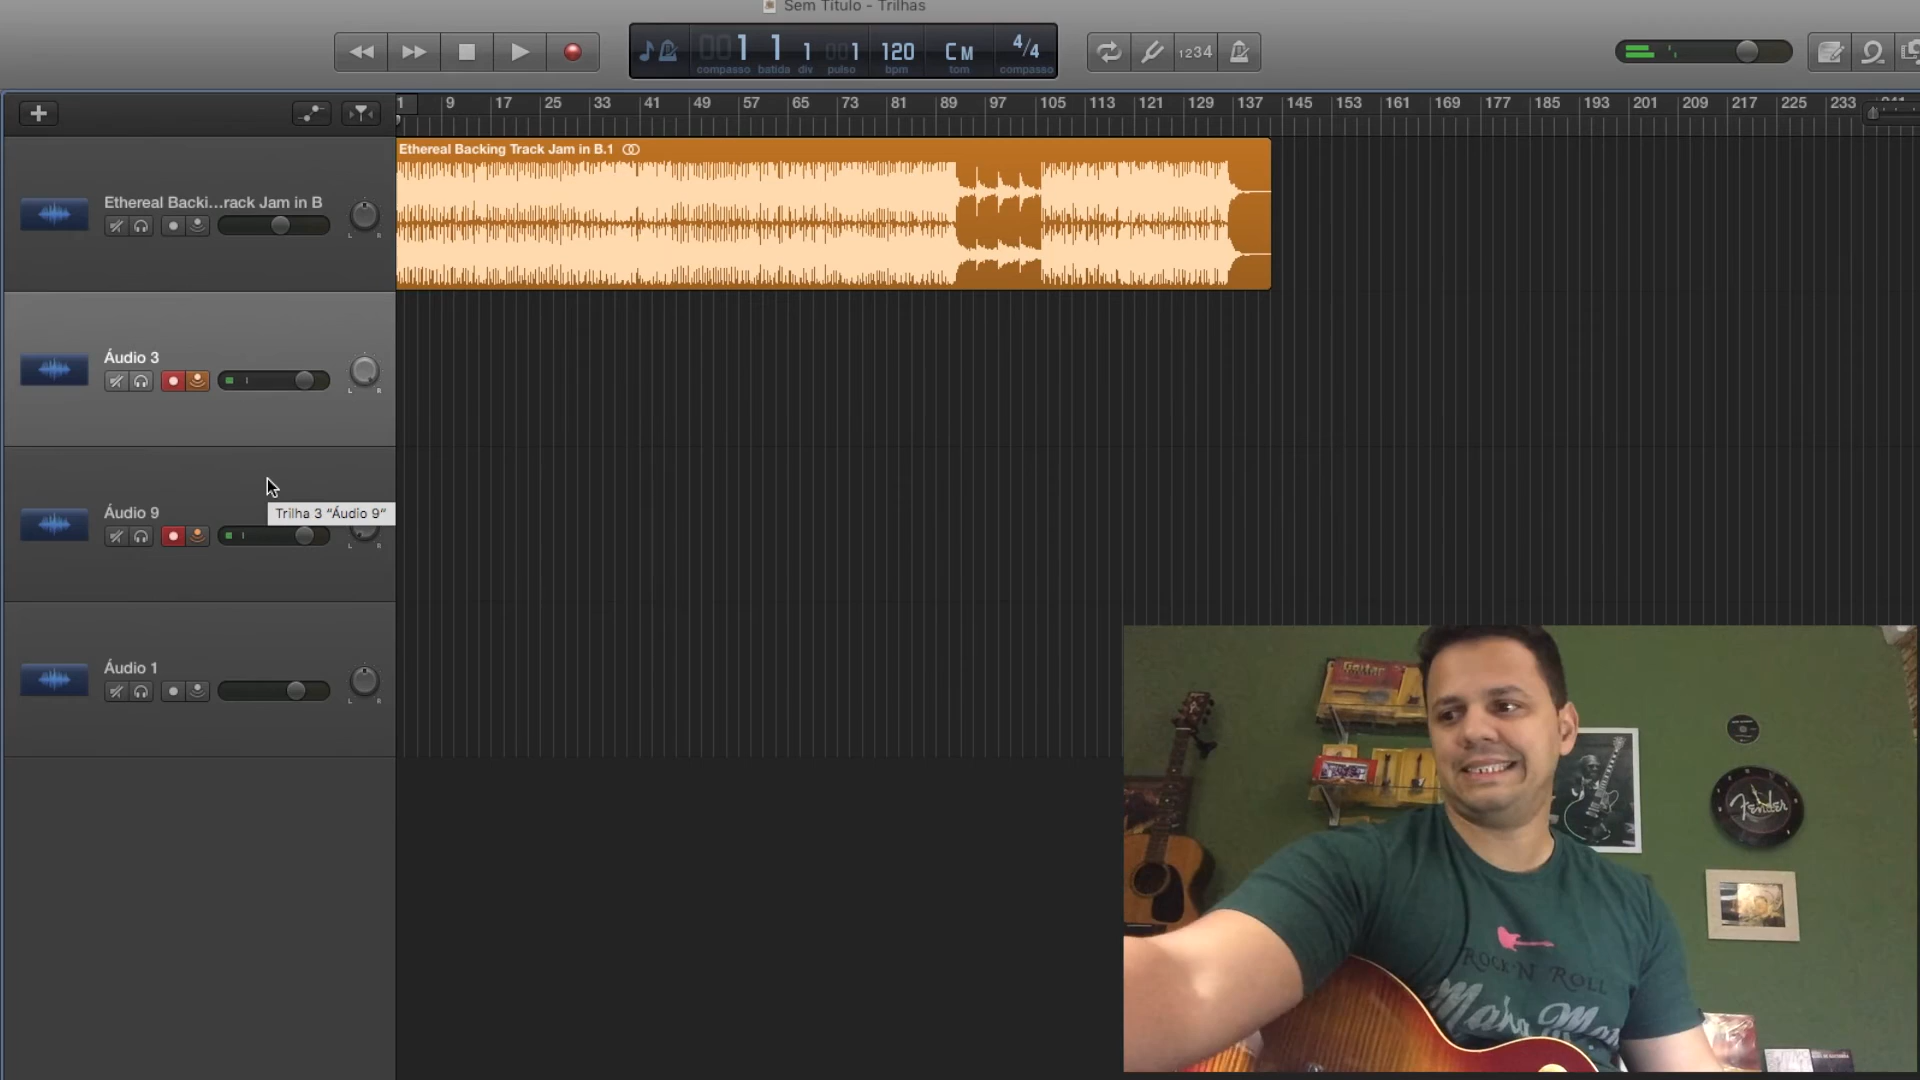 Sem Título - Trilhas
001 1 1 001 120 C м 4/4
compasso batida div pulso bpm tom compasso
1234
1 9 17 25 33 41 49 57 65 73 81 89 97 105 113 121 129 137 145 153 161 169 177 185 193 201 209 217 225 233 241
Ethereal Backing Track Jam in B.1
Ethereal Backi...rack Jam in B
L R
Áudio 3
L R
Áudio 9
Trilha 3 “Áudio 9”
L R
Áudio 1
L R
Guitar
Fender
ROCK'N ROLL